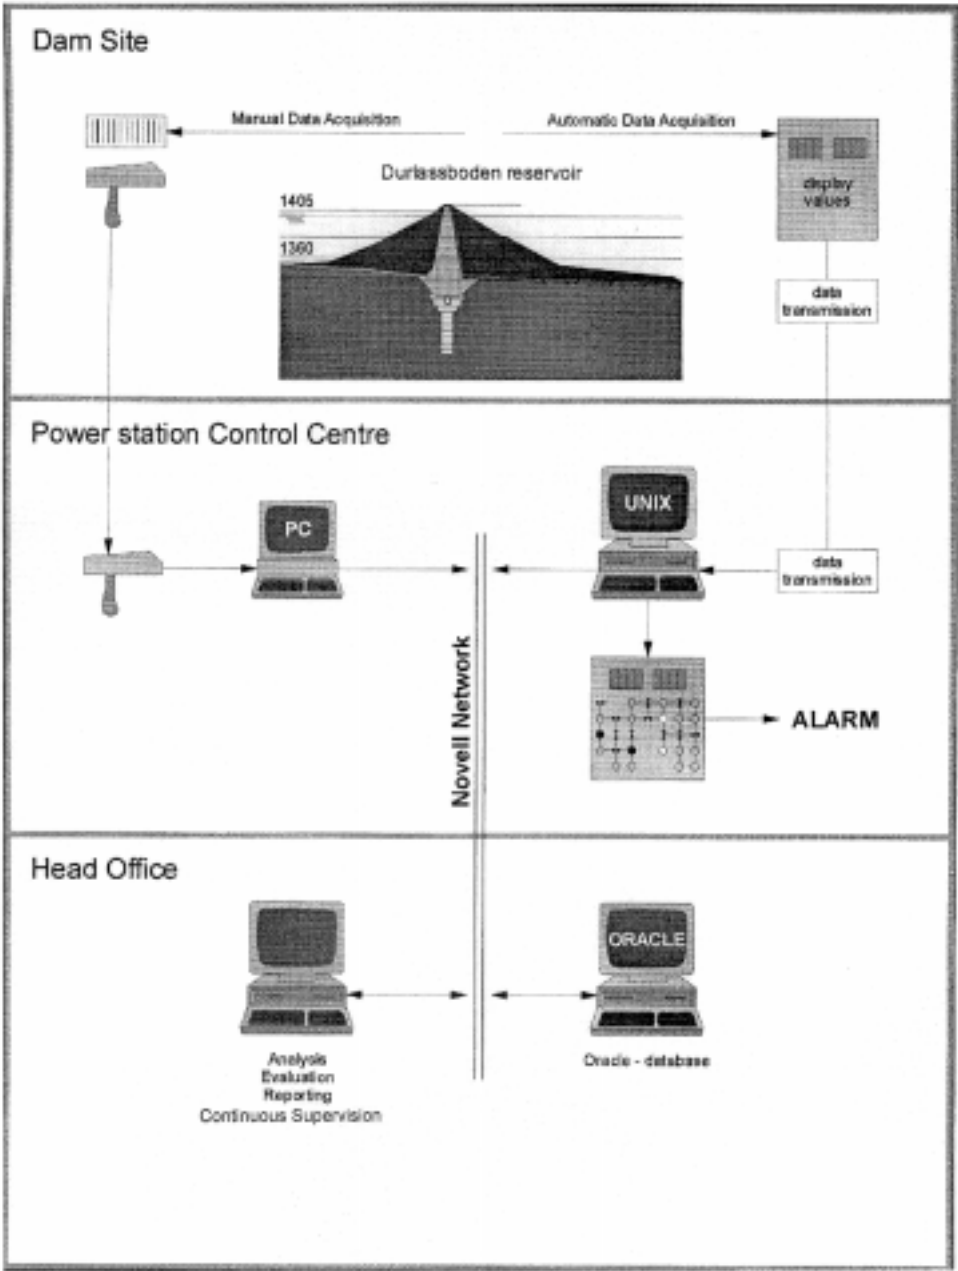 Dam Site
Manual Data Acquisition
Automatic Data Acquisition
Durlassboden reservoir
1405
1360
display
values
data
transmission
Power station Control Centre
PC
UNIX
data
transmission
Novell Network
ALARM
Head Office
ORACLE
Analysis
Evaluation
Reporting
Continuous Supervision
Oracle - database